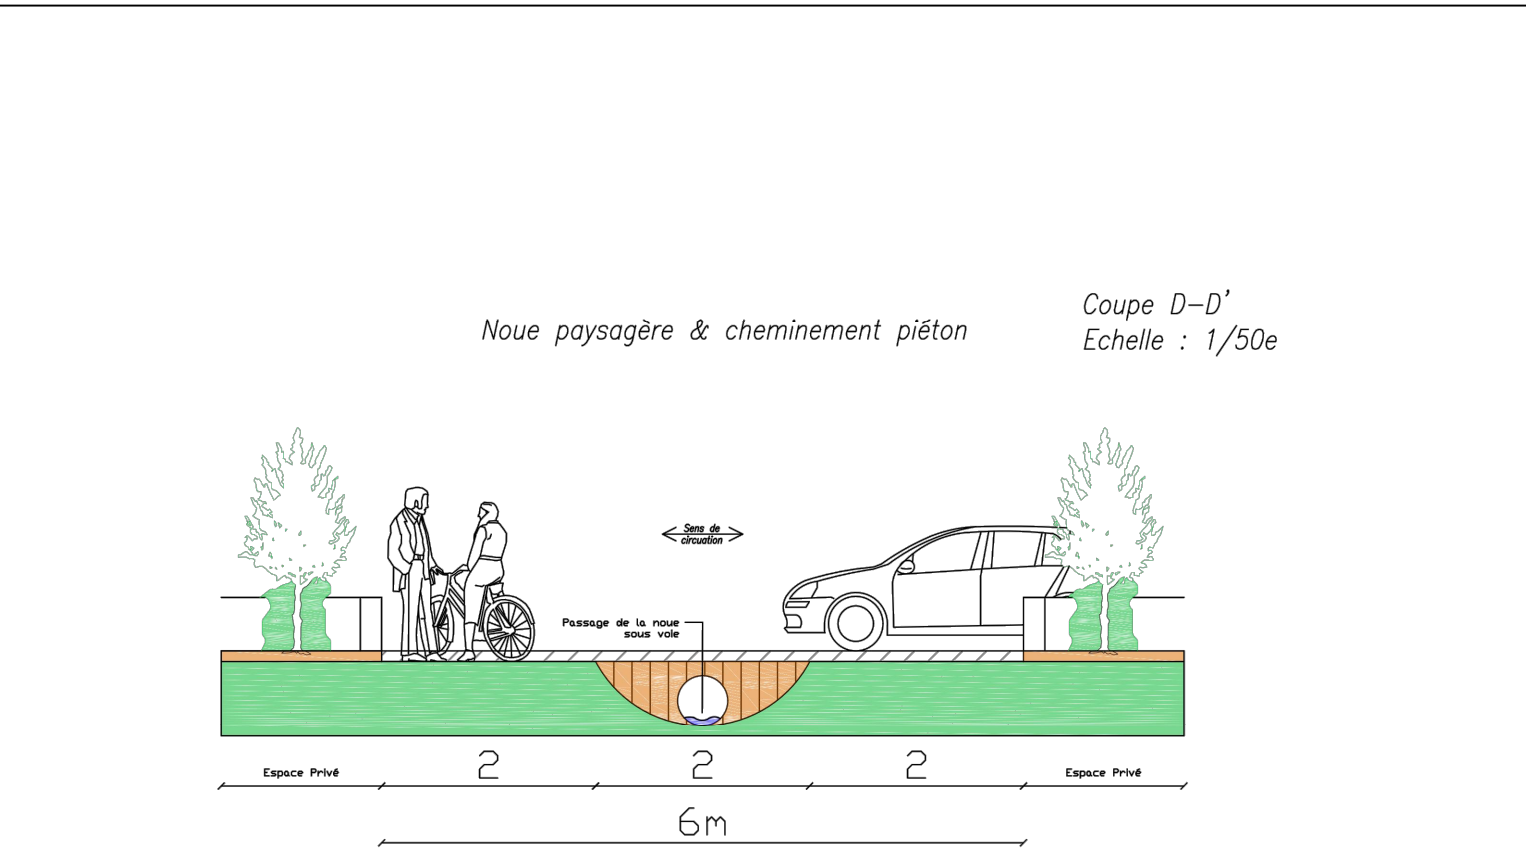 Coupe D-D'
Noue paysagère & cheminement piéton
Echelle : 1/50e
Sens de
circuation
Passage de la noue
sous voie
2
2
2
Espace Privé
Espace Privé
6m